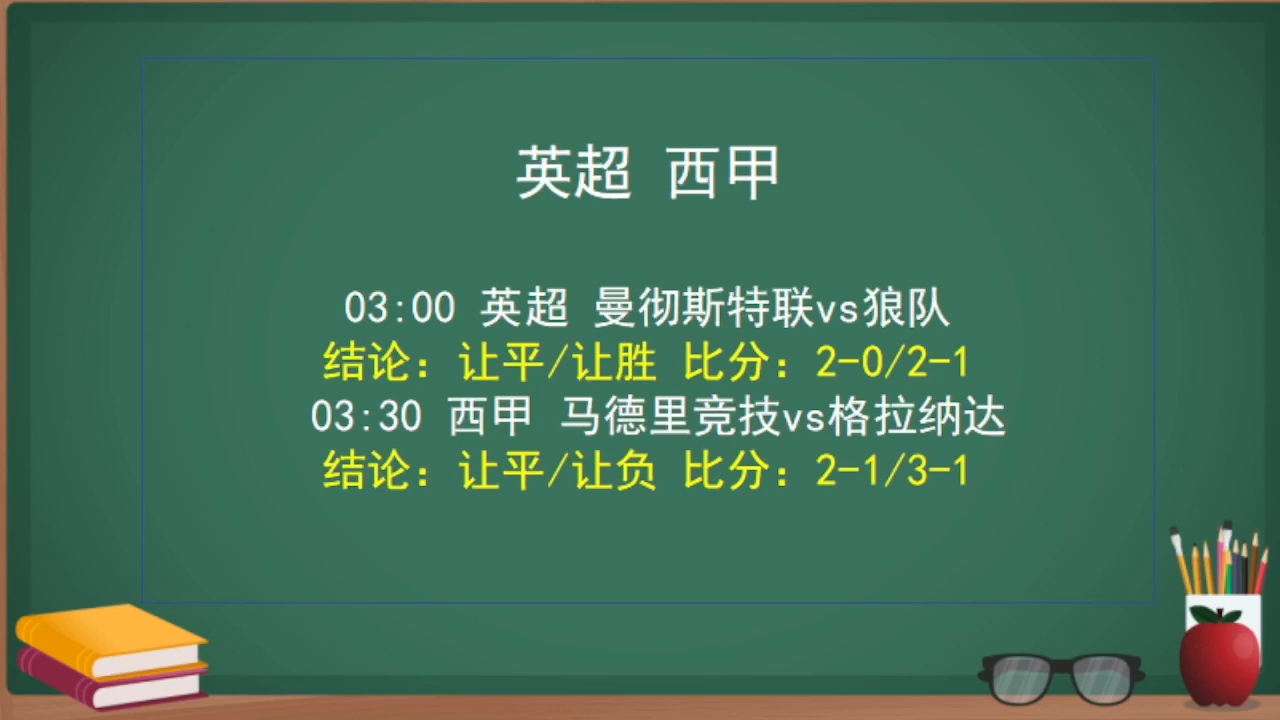 英超 西甲
03:00 英超 曼彻斯特联vs狼队
结论：让平/让胜 比分：2-0/2-1
03:30 西甲 马德里竞技vs格拉纳达
结论：让平/让负 比分：2-1/3-1